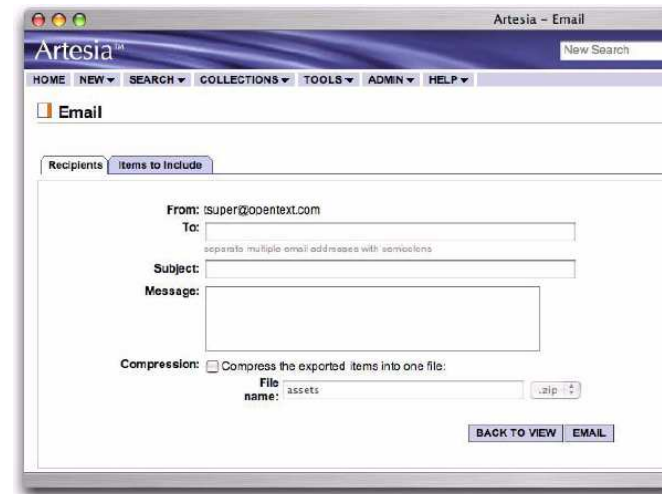 Artesia – Email
Artesia™
New Search
HOME NEW SEARCH COLLECTIONS TOOLS ADMIN HELP
Email
Recipients Items to Include
From: tsuper@opentext.com
To:
separate multiple email addresses with semicolons
Subject:
Message:
Compression: Compress the exported items into one file:
File name: assets .zip
BACK TO VIEW EMAIL